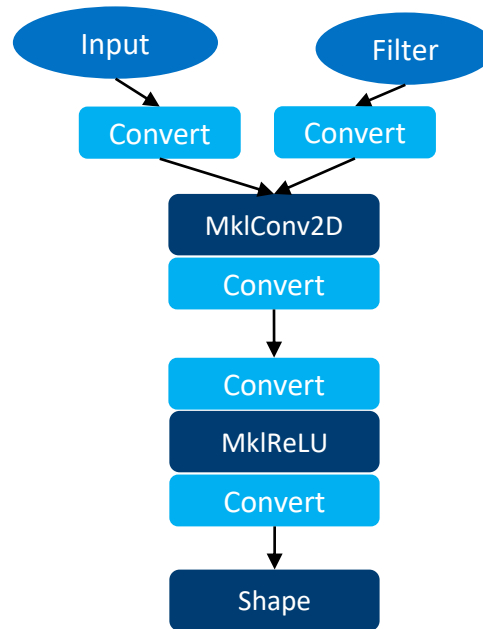 Input
Filter
Convert
Convert
MklConv2D
Convert
Convert
MklReLU
Convert
Shape